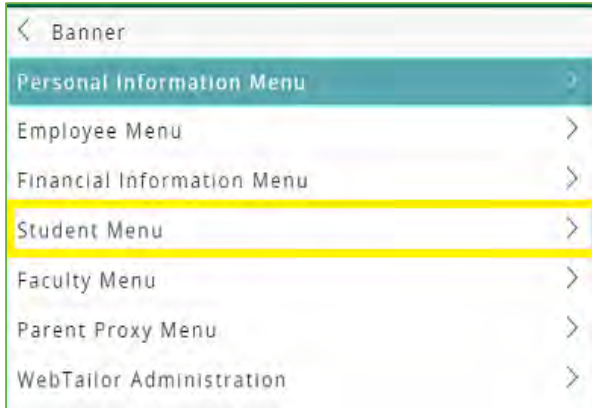 Banner
Personal Information Menu
Employee Menu
Financial Information Menu
Student Menu
Faculty Menu
Parent Proxy Menu
WebTailor Administration